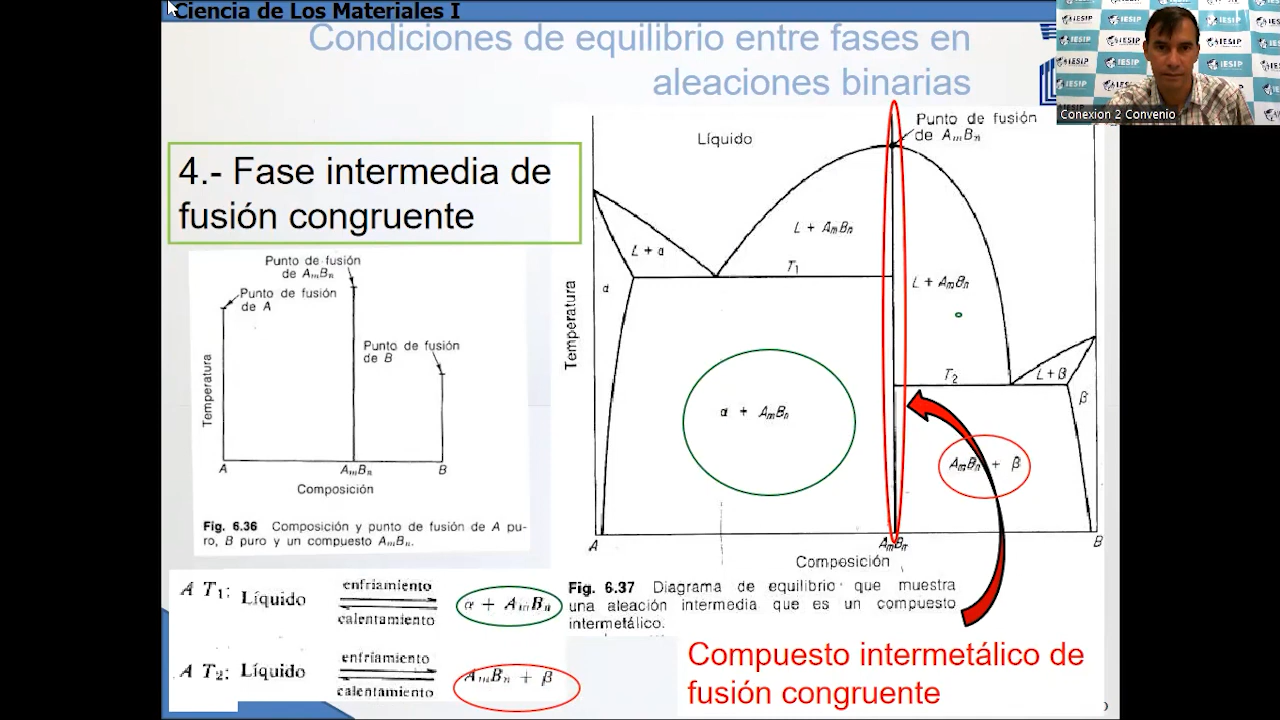 Ciencia de Los Materiales I
Condiciones de equilibrio entre fases en
aleaciones binarias
IESIP
Conexion 2 Convenio
4.- Fase intermedia de
fusión congruente
Punto de fusión
de AmBn
Punto de fusión
de A
Punto de fusión
de B
Temperatura
A
AmBn
B
Composición
Fig. 6.36 Composición y punto de fusión de A pu-
ro, B puro y un compuesto AmBn.
Líquido
Punto de fusión
de AmBn
L + AmBn
L + α
T1
α
L + AmBn
Temperatura
T2
L + β
β
α + AmBn
AmBn + β
A
AmBn
B
Composición
Fig. 6.37 Diagrama de equilibrio que muestra
una aleación intermedia que es un compuesto
intermetálico.
A T1: Líquido
enfriamiento
calentamiento
α + AmBn
A T2: Líquido
enfriamiento
calentamiento
AmBn + β
Compuesto intermetálico de
fusión congruente